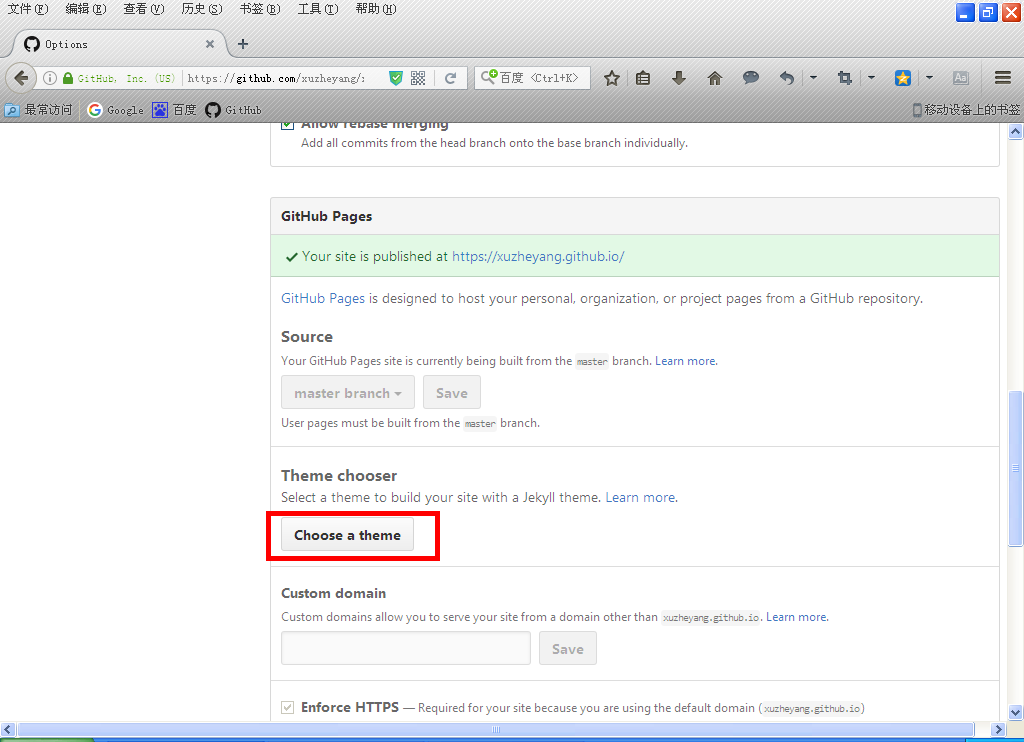 文件(F) 编辑(E) 查看(V) 历史(S) 书签(B) 工具(T) 帮助(H)
Options
GitHub, Inc. (US) https://github.com/xuzheyang/ 百度 <Ctrl+K>
最常访问 Google 百度 GitHub 移动设备上的书签
Allow rebase merging
Add all commits from the head branch onto the base branch individually.
GitHub Pages
Your site is published at https://xuzheyang.github.io/
GitHub Pages is designed to host your personal, organization, or project pages from a GitHub repository.
Source
Your GitHub Pages site is currently being built from the master branch. Learn more.
master branch Save
User pages must be built from the master branch.
Theme chooser
Select a theme to build your site with a Jekyll theme. Learn more.
Choose a theme
Custom domain
Custom domains allow you to serve your site from a domain other than xuzheyang.github.io. Learn more.
Save
Enforce HTTPS — Required for your site because you are using the default domain (xuzheyang.github.io)